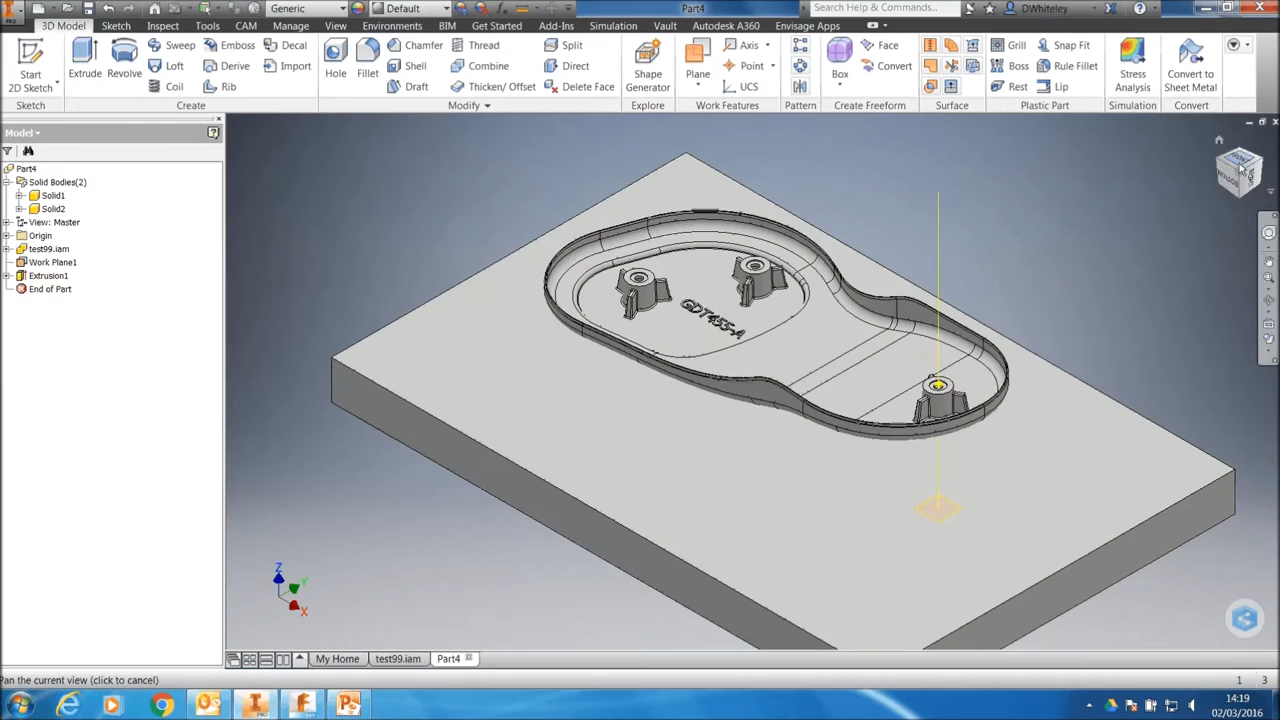 Generic
Default
Part4
Search Help & Commands...
DWhiteley
PRO
3D Model
Sketch
Inspect
Tools
CAM
Manage
View
Environments
BIM
Get Started
Add-Ins
Simulation
Vault
Autodesk A360
Envisage Apps
Start
2D Sketch
Extrude
Revolve
Sweep
Emboss
Decal
Loft
Derive
Import
Coil
Rib
Hole
Fillet
Chamfer
Thread
Split
Shell
Combine
Direct
Draft
Thicken/ Offset
Delete Face
Shape
Generator
Plane
Axis
Point
UCS
Box
Face
Convert
Grill
Snap Fit
Boss
Rule Fillet
Rest
Lip
Stress
Analysis
Convert to
Sheet Metal
Sketch
Create
Modify
Explore
Work Features
Pattern
Create Freeform
Surface
Plastic Part
Simulation
Convert
Model
Part4
Solid Bodies(2)
Solid1
Solid2
View: Master
Origin
test99.iam
Work Plane1
Extrusion1
End of Part
FRONT
BOTTOM
GDT455-A
Z
Y
X
My Home
test99.iam
Part4
Pan the current view (click to cancel)
1
3
14:19
02/03/2016